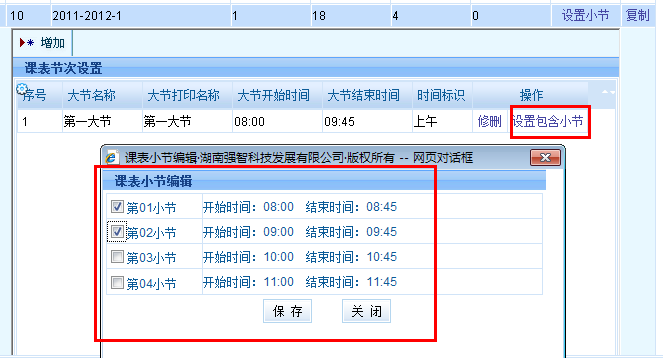 10 2011-2012-1 1 18 4 0 设置小节 复制
增加
课表节次设置
序号 大节名称 大节打印名称 大节开始时间 大节结束时间 时间标识 操作
1 第一大节 第一大节 08:00 09:45 上午 修删 设置包含小节
课表小节编辑·湖南强智科技发展有限公司·版权所有 -- 网页对话框
课表小节编辑
第01小节 开始时间：08:00 结束时间：08:45
第02小节 开始时间：09:00 结束时间：09:45
第03小节 开始时间：10:00 结束时间：10:45
第04小节 开始时间：11:00 结束时间：11:45
保 存 关 闭